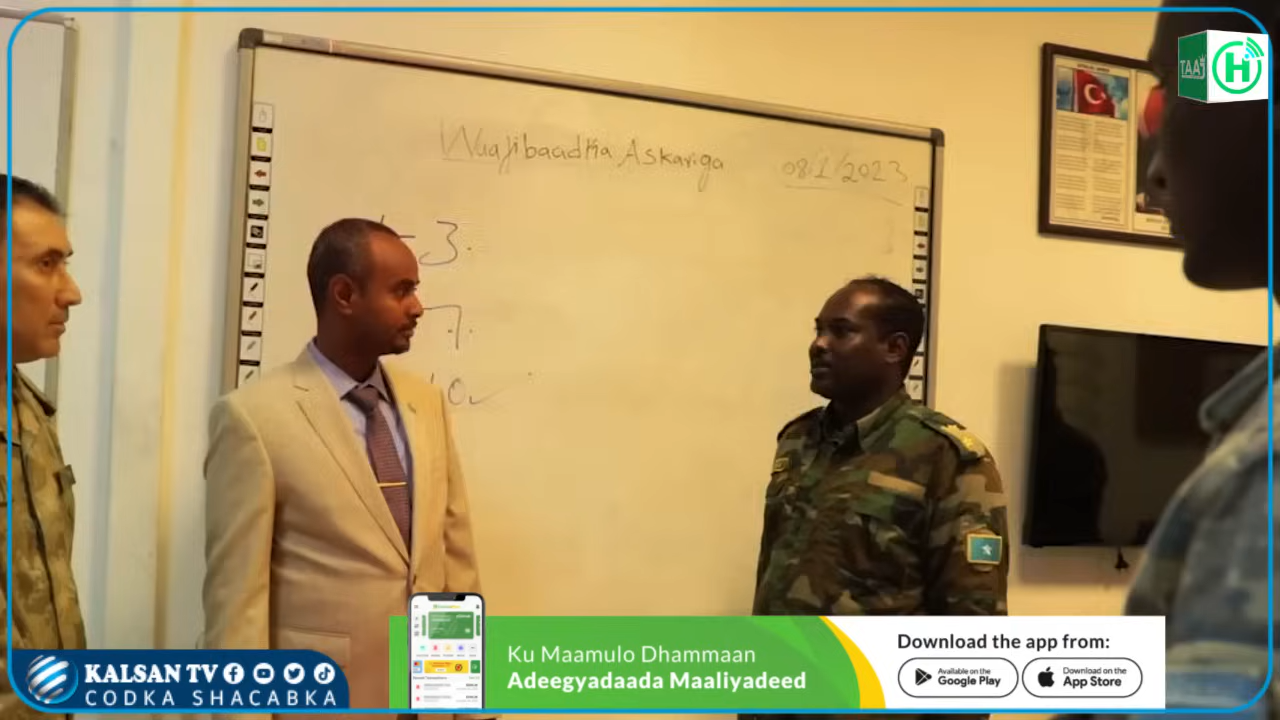 TAAJ
H
Waajibaadka Askariga 08/1/2023
3.
7.
10
Ku Maamulo Dhammaan
Adeegyadaada Maaliyadeed
Download the app from:
Available on the
Google Play
Download on the
App Store
KALSAN TV
CODKA SHACABKA